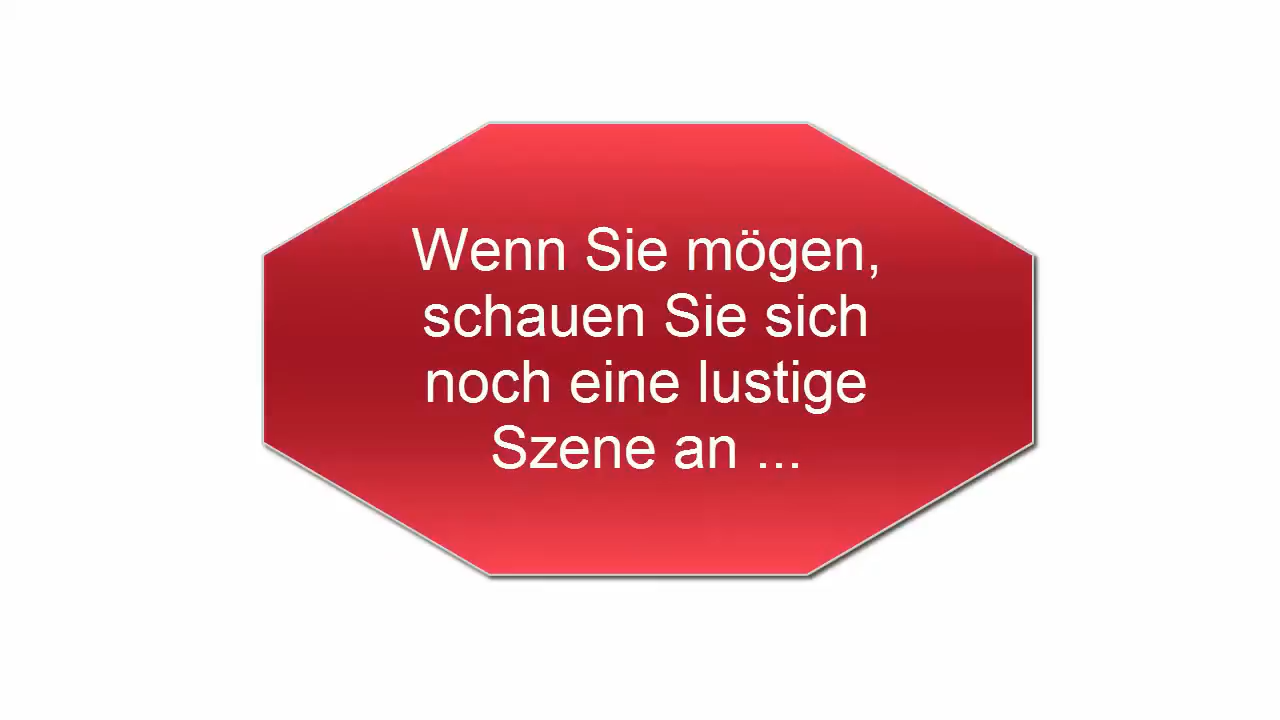 Wenn Sie mögen,
schauen Sie sich
noch eine lustige
Szene an ...